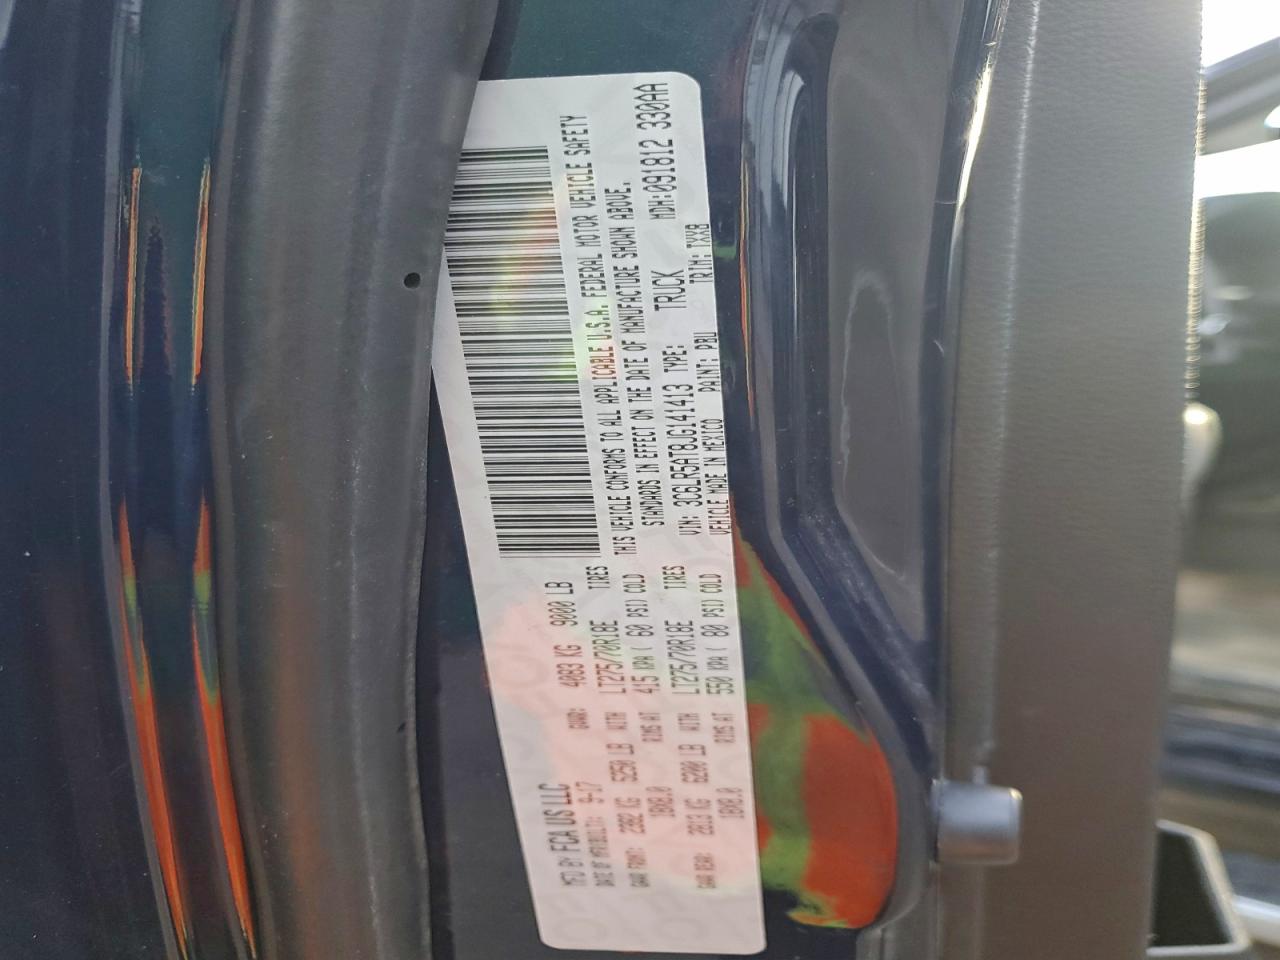 MFD BY FCA US LLC
DATE OF MFR(BUILT): 9-17 GVWR: 4083 KG 9000 LB
GAWR FRONT: 2382 KG 5250 LB WITH LT275/70R18E TIRES
18X8.0 RIMS AT 415 KPA( 60 PSI) COLD
GAWR REAR: 2813 KG 6200 LB WITH LT275/70R18E TIRES
18X8.0 RIMS AT 550 KPA( 80 PSI) COLD
THIS VEHICLE CONFORMS TO ALL APPLICABLE U.S.A. FEDERAL MOTOR VEHICLE SAFETY
STANDARDS IN EFFECT ON THE DATE OF MANUFACTURE SHOWN ABOVE.
VIN: 3C6LR5AT8JG141413 TYPE: TRUCK MDH:091812 330AA
VEHICLE MADE IN MEXICO PAINT: PBU TRIM: TXX8